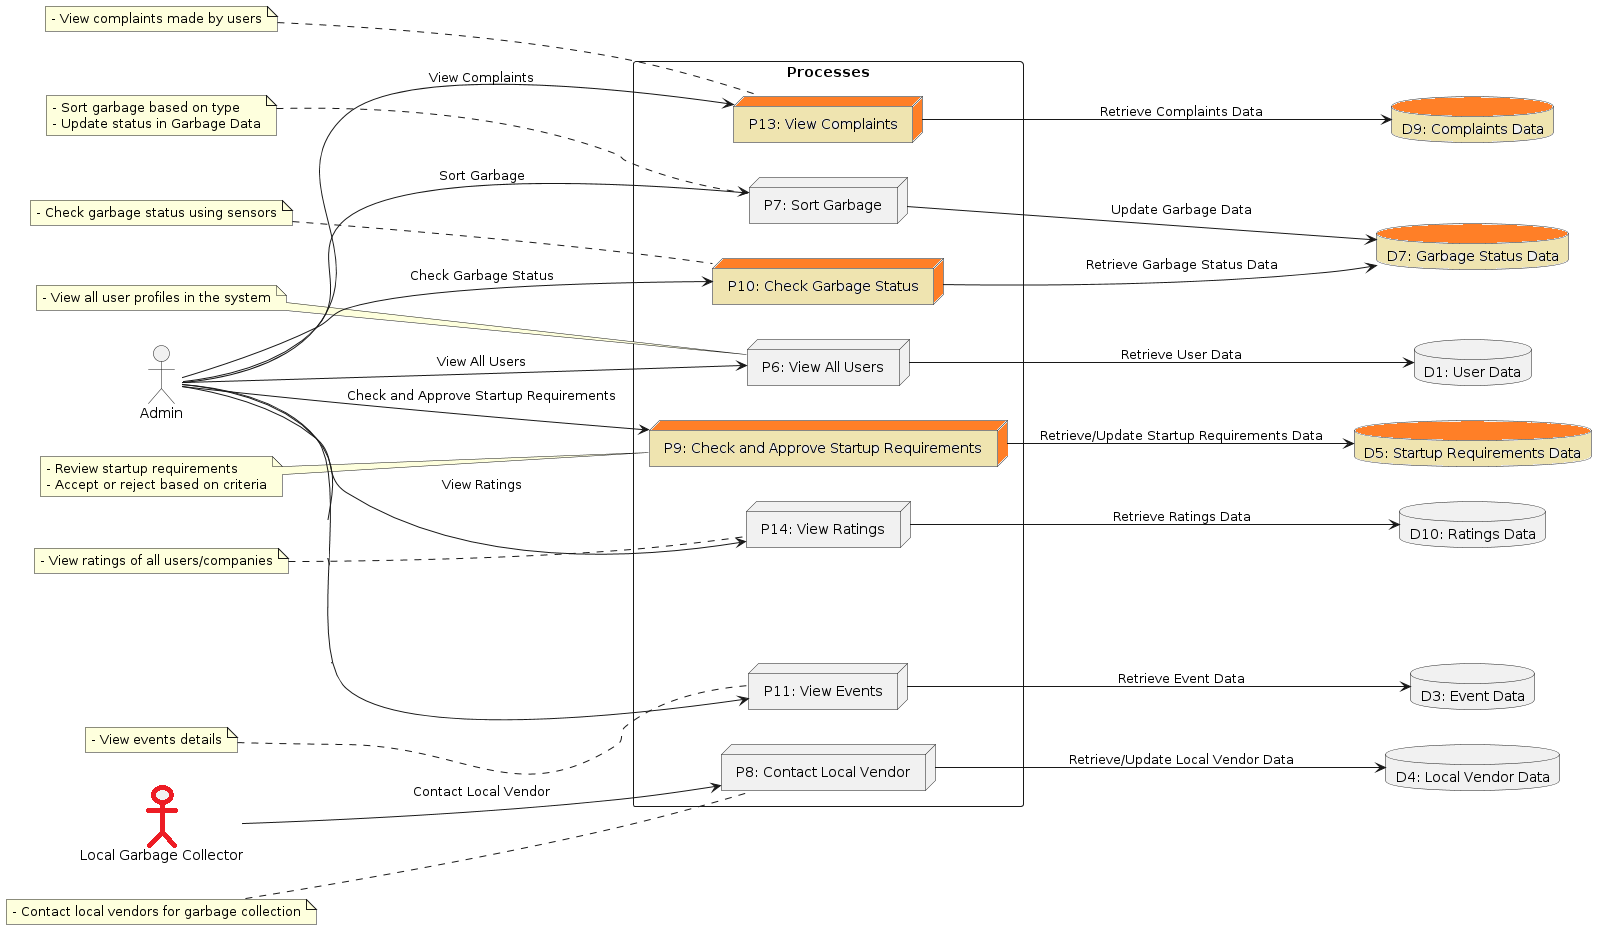 - View complaints made by users
Processes
View Complaints
- Sort garbage based on type
- Update status in Garbage Data
P13: View Complaints
Retrieve Complaints Data
D9: Complaints Data
Sort Garbage
P7: Sort Garbage
Update Garbage Data
- Check garbage status using sensors
D7: Garbage Status Data
Check Garbage Status
P10: Check Garbage Status
Retrieve Garbage Status Data
- View all user profiles in the system
View All Users
P6: View All Users
Retrieve User Data
D1: User Data
Admin
Check and Approve Startup Requirements
P9: Check and Approve Startup Requirements
Retrieve/Update Startup Requirements Data
D5: Startup Requirements Data
- Review startup requirements
- Accept or reject based on criteria
View Ratings
P14: View Ratings
Retrieve Ratings Data
D10: Ratings Data
- View ratings of all users/companies
P11: View Events
Retrieve Event Data
D3: Event Data
- View events details
P8: Contact Local Vendor
Retrieve/Update Local Vendor Data
D4: Local Vendor Data
Contact Local Vendor
Local Garbage Collector
- Contact local vendors for garbage collection